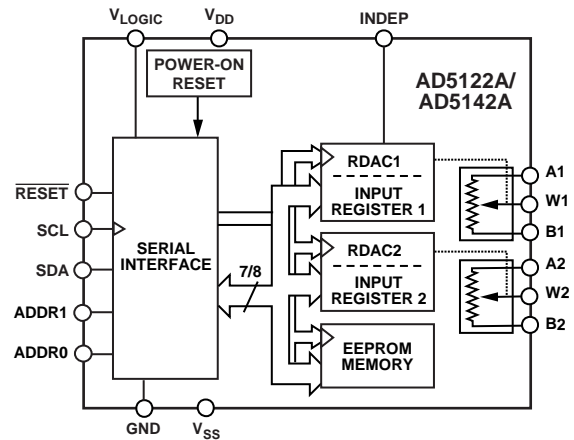 VLOGIC
VDD
INDEP
POWER-ON
RESET
AD5122A/
AD5142A
RDAC1
INPUT
REGISTER 1
A1
W1
B1
RESET
SCL
SDA
ADDR1
ADDR0
SERIAL
INTERFACE
7/8
RDAC2
INPUT
REGISTER 2
A2
W2
B2
EEPROM
MEMORY
GND
VSS